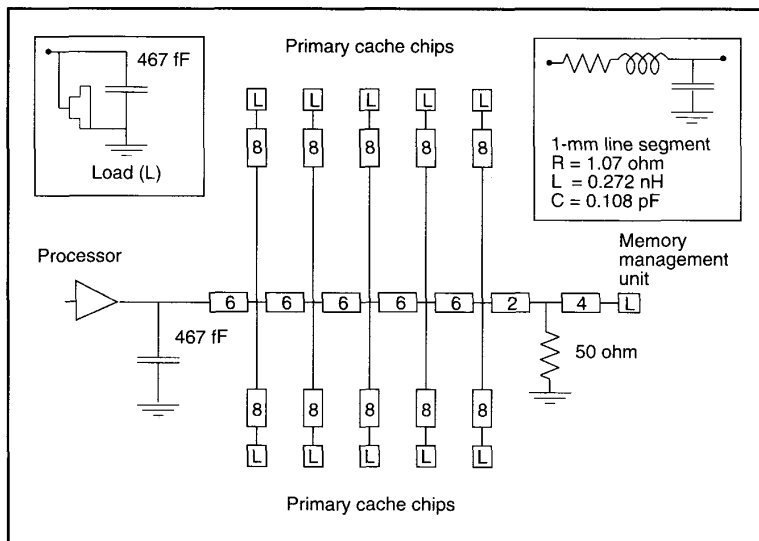 467 fF
Load (L)
Primary cache chips
L L L L L
8 8 8 8 8
1-mm line segment
R = 1.07 ohm
L = 0.272 nH
C = 0.108 pF
Processor
Memory
management
unit
6 6 6 6 6 2 4 L
467 fF
50 ohm
8 8 8 8 8
L L L L L
Primary cache chips